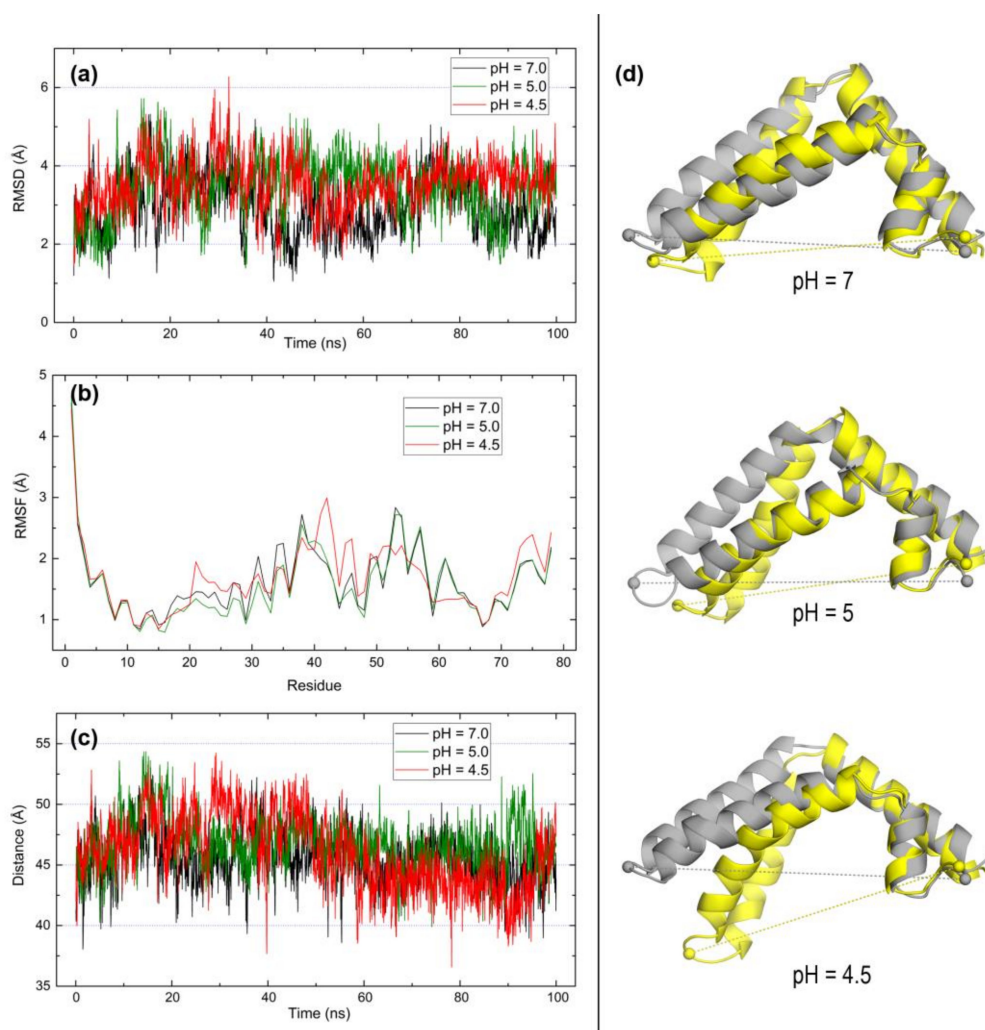 (a)
pH = 7.0
pH = 5.0
pH = 4.5
6
4
2
0
RMSD (Å)
0 20 40 60 80 100
Time (ns)
(b)
pH = 7.0
pH = 5.0
pH = 4.5
5
4
3
2
1
RMSF (Å)
0 10 20 30 40 50 60 70 80
Residue
(c)
pH = 7.0
pH = 5.0
pH = 4.5
55
50
45
40
35
Distance (Å)
0 20 40 60 80 100
Time (ns)
(d)
pH = 7
pH = 5
pH = 4.5